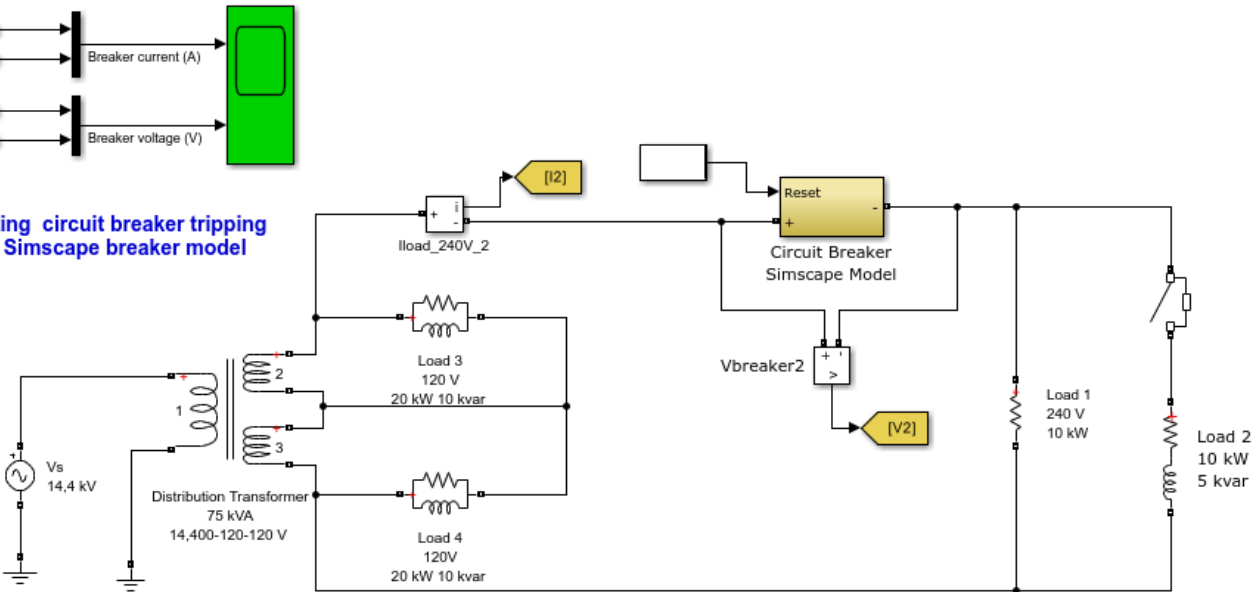 Breaker current (A)
Breaker voltage (V)
[I2]
Reset
+
-
+
i
-
ing circuit breaker tripping
Simscape breaker model
Iload_240V_2
Circuit Breaker
Simscape Model
Load 3
120 V
20 kW 10 kvar
+ -
v
Vbreaker2
+
2
+
1
+
3
[V2]
Load 1
240 V
10 kW
Load 2
10 kW
5 kvar
+
Vs
14,4 kV
Distribution Transformer
75 kVA
14,400-120-120 V
Load 4
120V
20 kW 10 kvar